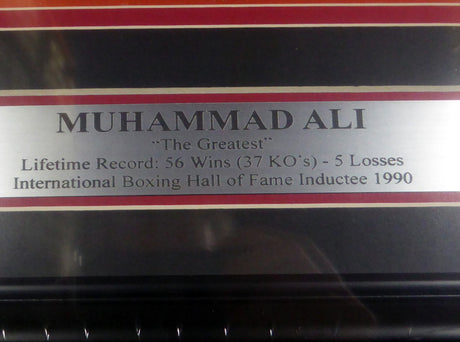 MUHAMMAD ALI
"The Greatest"
Lifetime Record: 56 Wins (37 KO's) - 5 Losses
International Boxing Hall of Fame Inductee 1990